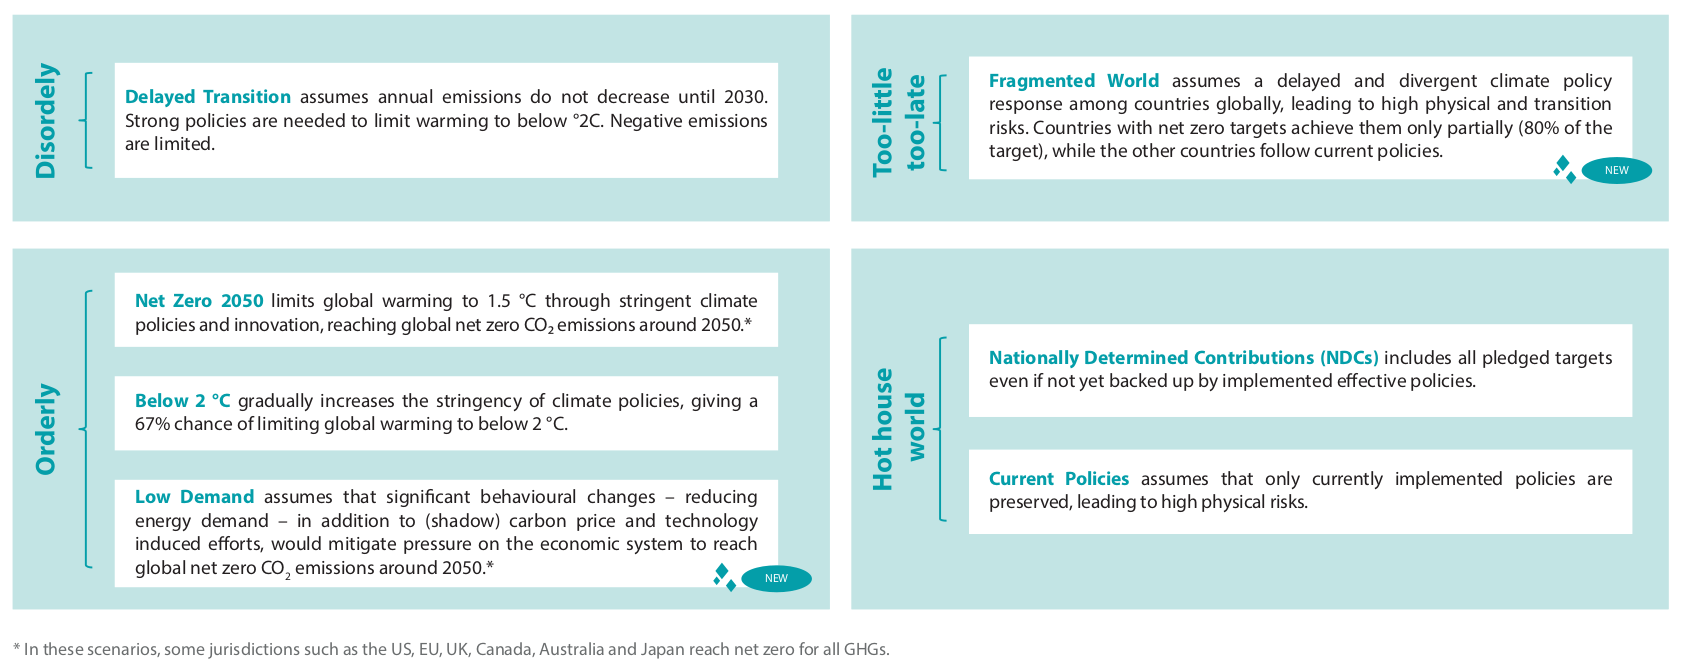 Disordely
Delayed Transition assumes annual emissions do not decrease until 2030.
Strong policies are needed to limit warming to below °2C. Negative emissions
are limited.
Too-little
too-late
Fragmented World assumes a delayed and divergent climate policy
response among countries globally, leading to high physical and transition
risks. Countries with net zero targets achieve them only partially (80% of the
target), while the other countries follow current policies.
NEW
Orderly
Net Zero 2050 limits global warming to 1.5 °C through stringent climate
policies and innovation, reaching global net zero CO₂ emissions around 2050.*
Below 2 °C gradually increases the stringency of climate policies, giving a
67% chance of limiting global warming to below 2 °C.
Low Demand assumes that significant behavioural changes – reducing
energy demand – in addition to (shadow) carbon price and technology
induced efforts, would mitigate pressure on the economic system to reach
global net zero CO₂ emissions around 2050.*
NEW
Hot house
world
Nationally Determined Contributions (NDCs) includes all pledged targets
even if not yet backed up by implemented effective policies.
Current Policies assumes that only currently implemented policies are
preserved, leading to high physical risks.
* In these scenarios, some jurisdictions such as the US, EU, UK, Canada, Australia and Japan reach net zero for all GHGs.